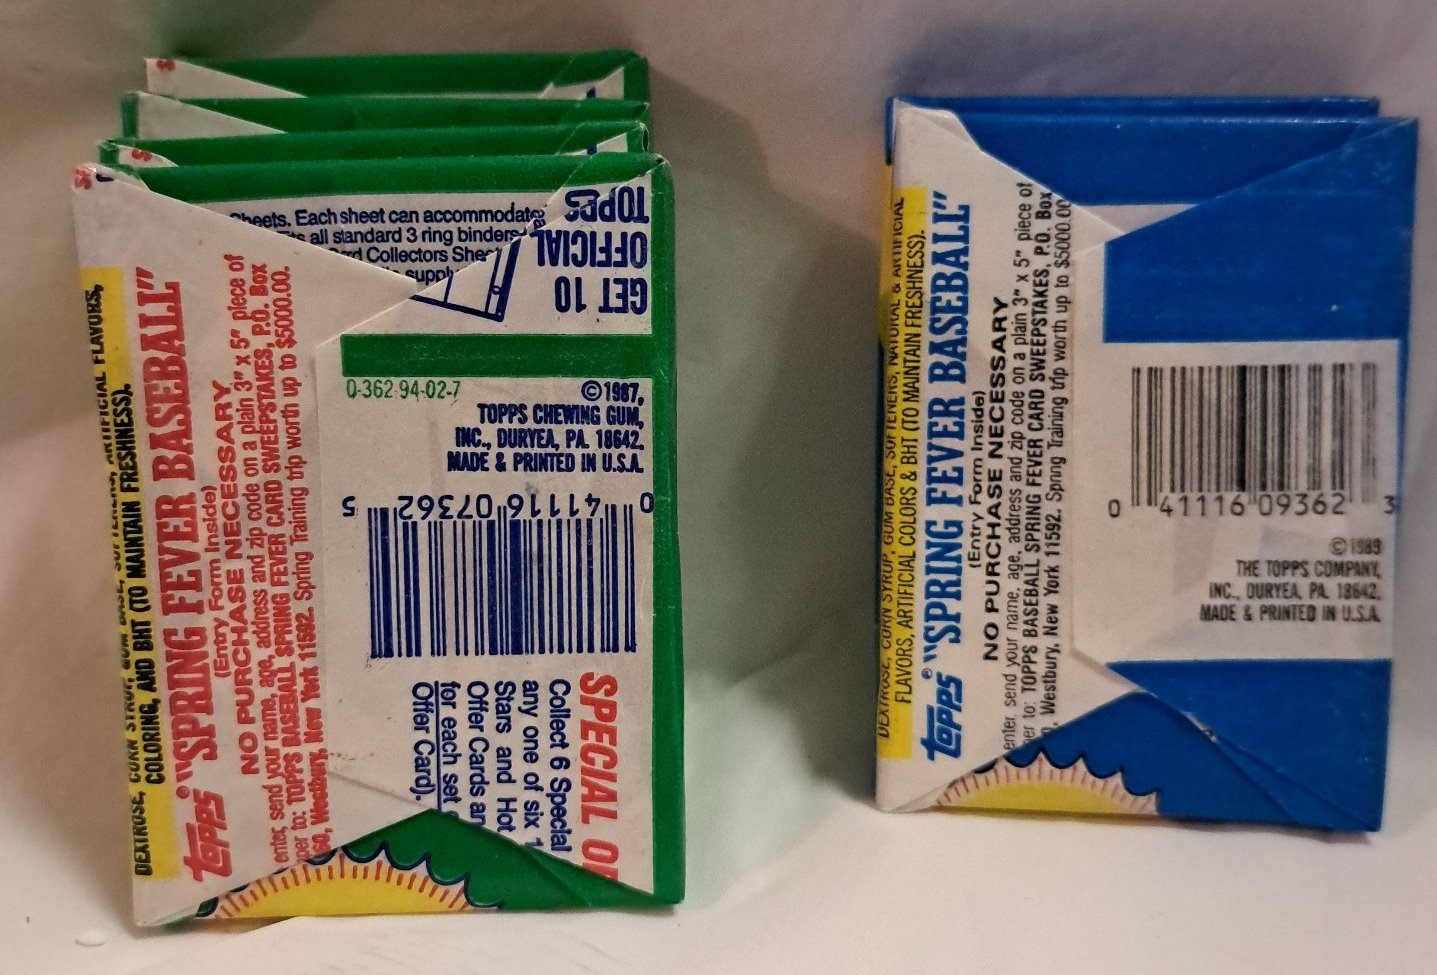 DEXTROSE, CORN SYRUP, GUM BASE, SOFTENERS, ARTIFICIAL FLAVORS,
COLORING, AND BHT (TO MAINTAIN FRESHNESS).
TOPPS® "SPRING FEVER BASEBALL"
(Entry Form Inside)
NO PURCHASE NECESSARY
enter, send your name, age, address and zip code on a plain 3" x 5" piece of
per to: TOPPS BASEBALL SPRING FEVER CARD SWEEPSTAKES, P.O. Box
60, Westbury, New York 11592. Spring Training trip worth up to $5000.00.
Sheets. Each sheet can accommodate
all standard 3 ring binders
Collectors
supply
GET 10
OFFICIAL
TOPPS
0-362-94-02-7
©1987,
TOPPS CHEWING GUM,
INC., DURYEA, PA. 18642.
MADE & PRINTED IN U.S.A.
0 41116 07362 5
SPECIAL
Collect 6 Special
any one of six
Stars and Hot
Offer Cards
for each set
Offer Card).
DEXTROSE, CORN SYRUP, GUM BASE, SOFTENERS, NATURAL & ARTIFICIAL
FLAVORS, ARTIFICIAL COLORS & BHT (TO MAINTAIN FRESHNESS).
TOPPS® "SPRING FEVER BASEBALL"
(Entry Form Inside)
NO PURCHASE NECESSARY
enter, send your name, age, address and zip code on a plain 3" x 5" piece of
per to: TOPPS BASEBALL SPRING FEVER CARD SWEEPSTAKES, P.O. Box
Westbury, New York 11592. Spring Training trip worth up to $5000.00
0 41116 09362 3
©1989
THE TOPPS COMPANY,
INC., DURYEA, PA. 18642.
MADE & PRINTED IN U.S.A.